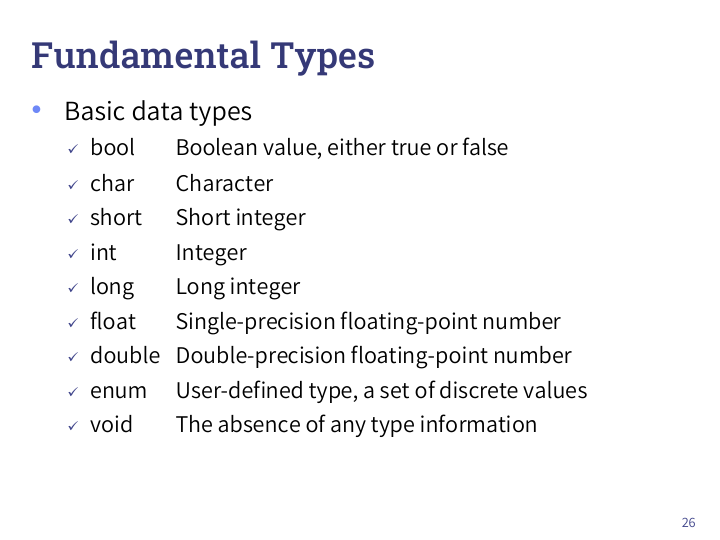 Fundamental Types
• Basic data types
✓ bool Boolean value, either true or false
✓ char Character
✓ short Short integer
✓ int Integer
✓ long Long integer
✓ float Single-precision floating-point number
✓ double Double-precision floating-point number
✓ enum User-defined type, a set of discrete values
✓ void The absence of any type information
26